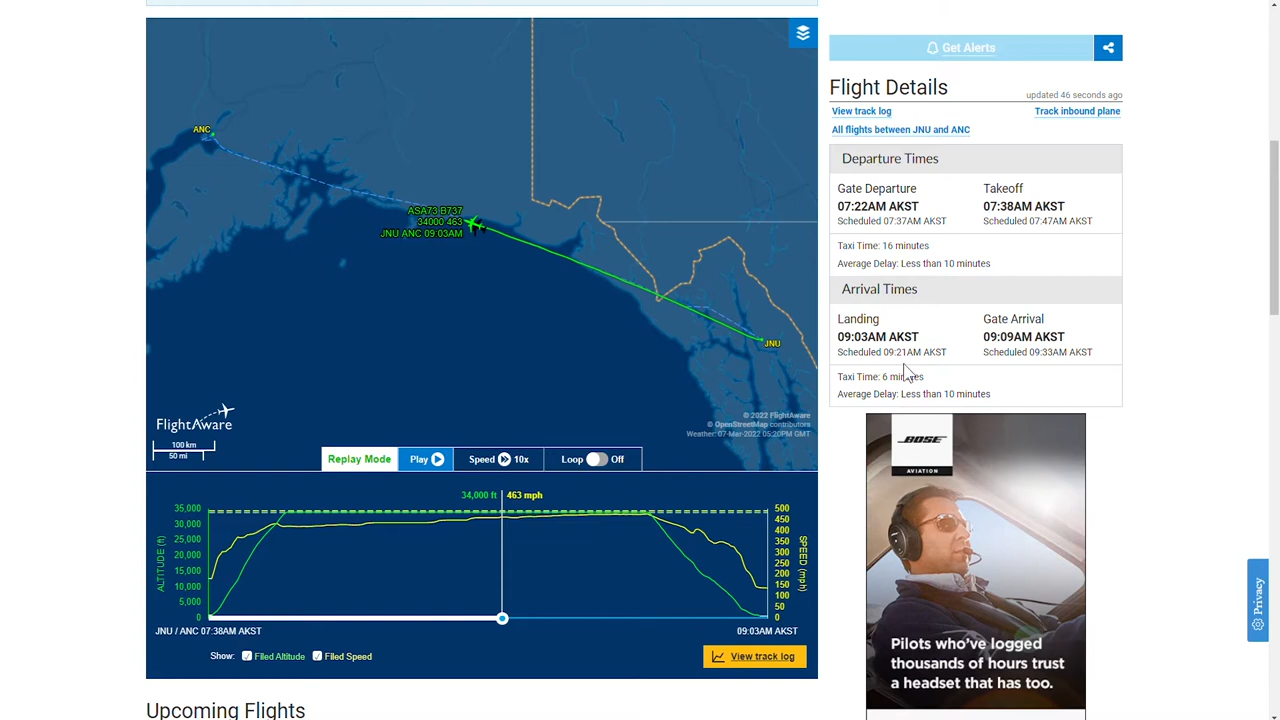 Get Alerts
Flight Details
updated 46 seconds ago
View track log
Track inbound plane
All flights between JNU and ANC
Departure Times
Gate Departure
Takeoff
07:22AM AKST
07:38AM AKST
Scheduled 07:37AM AKST
Scheduled 07:47AM AKST
Taxi Time: 16 minutes
Average Delay: Less than 10 minutes
Arrival Times
Landing
Gate Arrival
09:03AM AKST
09:09AM AKST
Scheduled 09:21AM AKST
Scheduled 09:33AM AKST
Taxi Time: 6 minutes
Average Delay: Less than 10 minutes
ANC
ASA73 B737
34000 463
JNU ANC 09:03AM
JNU
FlightAware
100 km
50 mi
© 2022 FlightAware
© OpenStreetMap contributors
Weather: 07-Mar-2022 05:20PM GMT
Replay Mode
Play
Speed 10x
Loop Off
34,000 ft
463 mph
35,000
30,000
25,000
20,000
15,000
10,000
5,000
0
ALTITUDE (ft)
500
450
400
350
300
250
200
150
100
50
0
SPEED (mph)
JNU / ANC 07:38AM AKST
09:03AM AKST
Show: Filed Altitude Filed Speed
View track log
Upcoming Flights
BOSE
AVIATION
Pilots who've logged
thousands of hours trust
a headset that has too.
Privacy